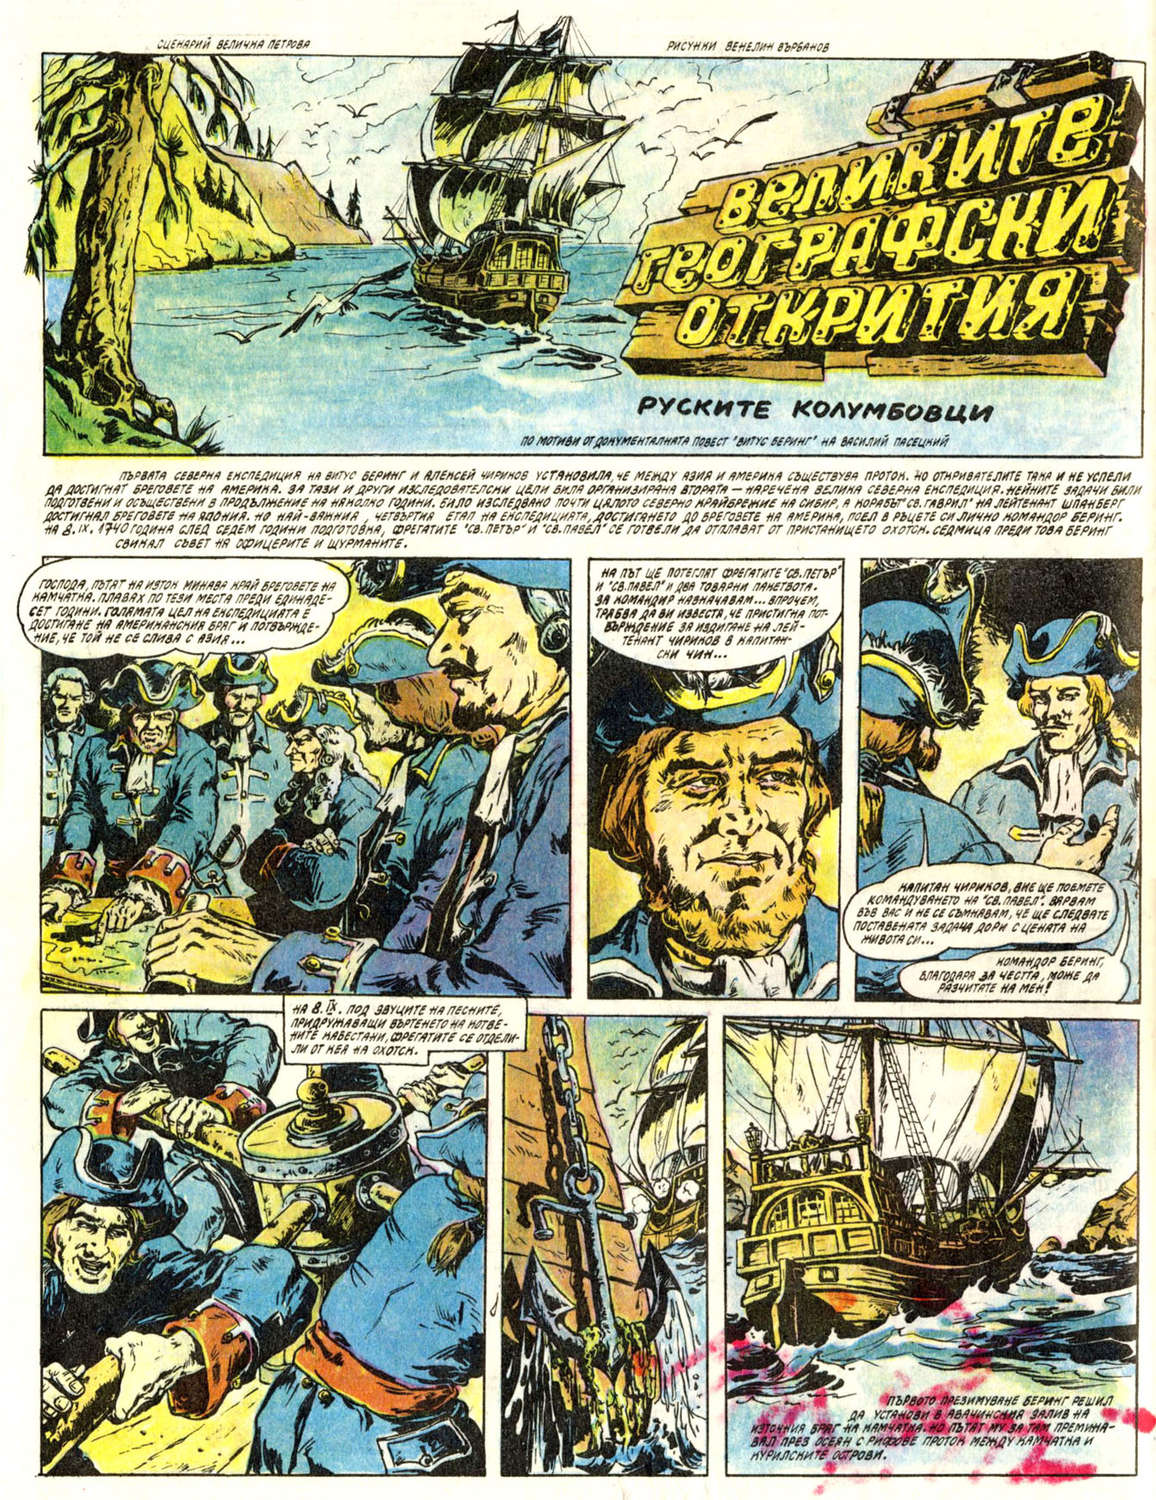 СЦЕНАРИЙ ВЕЛИЧКА ПЕТРОВА
РИСУНКИ ВЕНЕЛИН ВЪРБАНОВ
ВЕЛИКИТЕ
ГЕОГРАФСКИ
ОТКРИТИЯ
РУСКИТЕ КОЛУМБОВЦИ
ПО МОТИВИ ОТ ДОКУМЕНТАЛНАТА ПОВЕСТ "ВИТУС БЕРИНГ" НА ВАСИЛИЙ ПАСЕЦКИЙ
ПЪРВАТА СЕВЕРНА ЕКСПЕДИЦИЯ НА ВИТУС БЕРИНГ И АЛЕКСЕЙ ЧИРИКОВ УСТАНОВИЛА, ЧЕ МЕЖДУ АЗИЯ И АМЕРИКА СЪЩЕСТВУВА ПРОТОК. НО ОТКРИВАТЕЛИТЕ ТАКА И НЕ УСПЕЛИ
ДА ДОСТИГНАТ БРЕГОВЕТЕ НА АМЕРИКА. ЗА ТАЗИ И ДРУГИ ИЗСЛЕДОВАТЕЛСКИ ЦЕЛИ БИЛА ОРГАНИЗИРАНА ВТОРАТА – НАРЕЧЕНА ВЕЛИКА СЕВЕРНА ЕКСПЕДИЦИЯ. НЕЙНИТЕ ЗАДАЧИ БИЛИ
ПОДГОТВЕНИ И ОСЪЩЕСТВЕНИ В ПРОДЪЛЖЕНИЕ НА НЯКОЛКО ГОДИНИ. БИЛО ИЗСЛЕДВАНО ПОЧТИ ЦЯЛОТО СЕВЕРНО КРАЙБРЕЖИЕ НА СИБИР, А КОРАБЪТ "СВ. ГАВРИЛ" НА ЛЕЙТЕНАНТ ШПАНБЕРГ
ДОСТИГНАЛ БРЕГОВЕТЕ НА ЯПОНИЯ. НО НАЙ-ВАЖНИЯ, ЧЕТВЪРТИЯ ЕТАП НА ЕКСПЕДИЦИЯТА, ДОСТИГАНЕТО ДО БРЕГОВЕТЕ НА АМЕРИКА, ПОЕЛ В РЪЦЕТЕ СИ ЛИЧНО КОМАНДОР БЕРИНГ.
НА 8. IX. 1740 ГОДИНА СЛЕД СЕДЕМ ГОДИНИ ПОДГОТОВКА, ФРЕГАТИТЕ "СВ. ПЕТЪР" И "СВ. ПАВЕЛ" СЕ ГОТВЕЛИ ДА ОТПЛАВАТ ОТ ПРИСТАНИЩЕТО ОХОТСК. СЕДМИЦА ПРЕДИ ТОВА БЕРИНГ
СВИКАЛ СЪВЕТ НА ОФИЦЕРИТЕ И ЩУРМАНИТЕ.
ГОСПОДА, ПЪТЯТ НА ИЗТОК МИНАВА КРАЙ БРЕГОВЕТЕ НА
КАМЧАТКА. ПЛАВАХ ПО ТЕЗИ МЕСТА ПРЕДИ ЕДИНАДЕ-
СЕТ ГОДИНИ. ГОЛЯМАТА ЦЕЛ НА ЕКСПЕДИЦИЯТА Е
ДОСТИГАНЕ НА АМЕРИКАНСКИЯ БРЯГ И ПОТВЪРЖДЕ-
НИЕ, ЧЕ ТОЙ НЕ СЕ СЛИВА С АЗИЯ...
НА ПЪТ ЩЕ ПОТЕГЛЯТ ФРЕГАТИТЕ "СВ. ПЕТЪР"
И "СВ. ПАВЕЛ" И ДВА ТОВАРНИ ПАКЕТБОТА.
ЗА КОМАНДИР НАЗНАЧАВАМ... ВПРОЧЕМ,
ТРЯБВА ДА ВИ ИЗВЕСТЯ, ЧЕ ПРИСТИГНА ПОТ-
ВЪРЖДЕНИЕ ЗА ИЗДИГАНЕ НА ЛЕЙ-
ТЕНАНТ ЧИРИКОВ В КАПИТАН-
СКИ ЧИН...
КАПИТАН ЧИРИКОВ, ВИЕ ЩЕ ПОЕМЕТЕ
КОМАНДУВАНЕТО НА "СВ. ПАВЕЛ". ВЯРВАМ
ВЪВ ВАС И НЕ СЕ СЪМНЯВАМ, ЧЕ ЩЕ СЛЕДВАТЕ
ПОСТАВЕНАТА ЗАДАЧА ДОРИ С ЦЕНАТА НА
ЖИВОТА СИ...
КОМАНДОР БЕРИНГ,
БЛАГОДАРЯ ЗА ЧЕСТТА, МОЖЕ ДА
РАЗЧИТАТЕ НА МЕН!
НА 8. IX. ПОД ЗВУЦИТЕ НА ПЕСНИТЕ,
ПРИДРУЖАВАЩИ ВЪРТЕНЕТО НА КОТВЕ-
НИТЕ КАБЕСТАНИ, ФРЕГАТИТЕ СЕ ОТДЕЛИ-
ЛИ ОТ КЕЯ НА ОХОТСК.
ПЪРВОТО ПРЕЗИМУВАНЕ БЕРИНГ РЕШИЛ
ДА УСТАНОВИ В АВАЧИНСКИЯ ЗАЛИВ НА
ИЗТОЧНИЯ БРЯГ НА КАМЧАТКА. НО ПЪТЯТ МУ ЗА ТАМ ПРЕМИНА-
ВАЛ ПРЕЗ ОСЕЯН С РИФОВЕ ПРОТОК МЕЖДУ КАМЧАТКА И
КУРИЛСКИТЕ ОСТРОВИ.